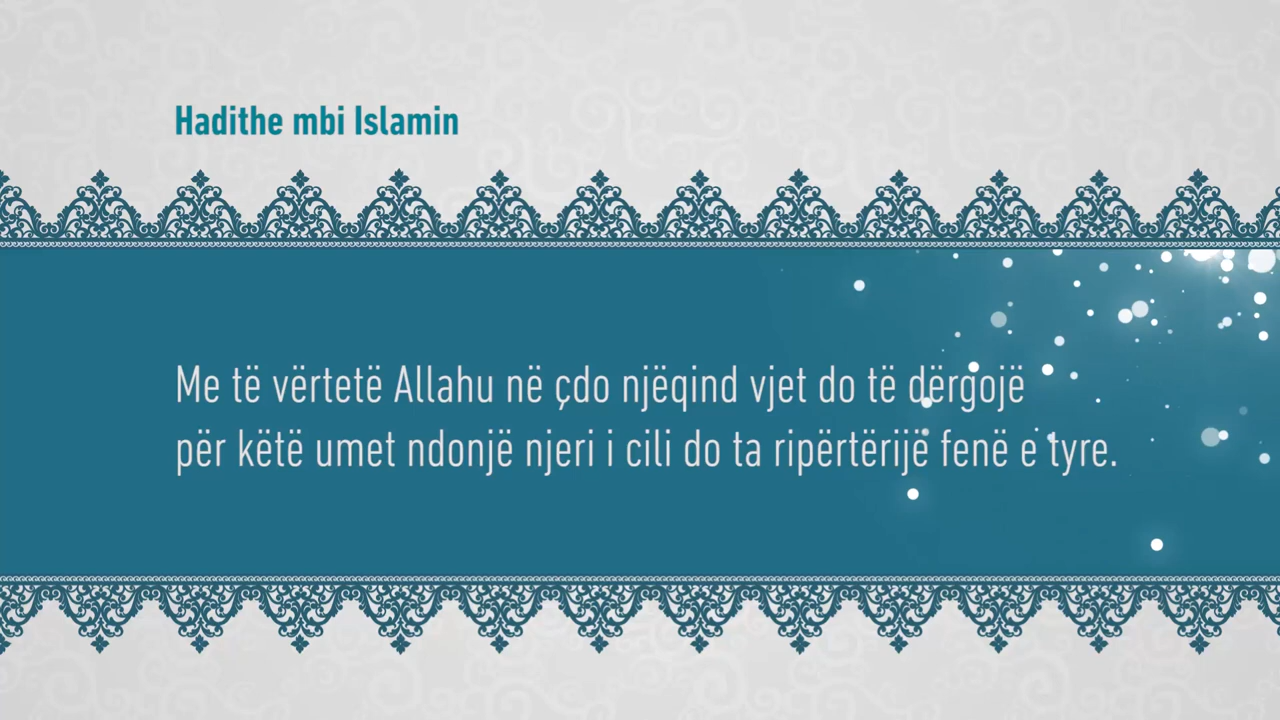 Hadithe mbi Islamin
Me të vërtetë Allahu në çdo njëqind vjet do të dërgojë
për këtë umet ndonjë njeri i cili do ta ripërtërijë fenë e tyre.